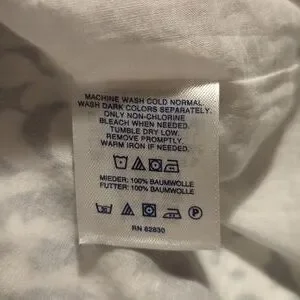 MACHINE WASH COLD NORMAL
WASH DARK COLORS SEPARATELY.
ONLY NON-CHLORINE
BLEACH WHEN NEEDED.
TUMBLE DRY LOW.
REMOVE PROMPTLY.
WARM IRON IF NEEDED.
MIEDER: 100% BAUMWOLLE
FUTTER: 100% BAUMWOLLE
P
RN 62830